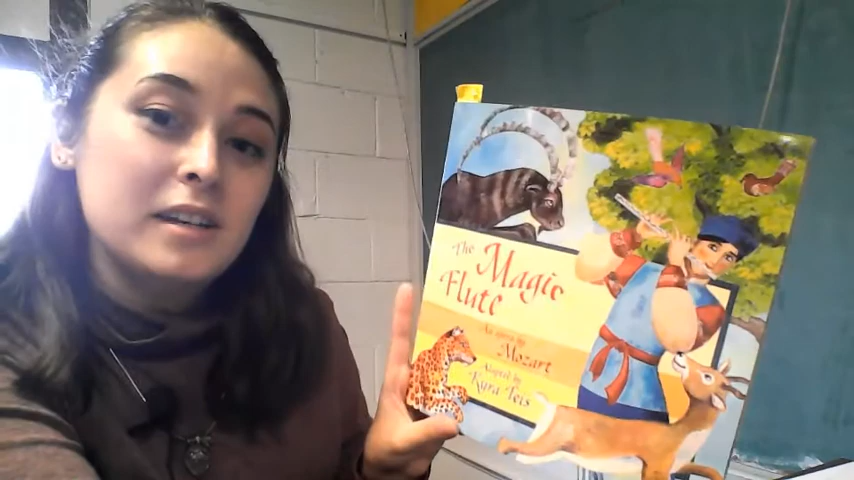 The Magic
Flute
An opera by
Mozart
Adapted by
Kyra Teis